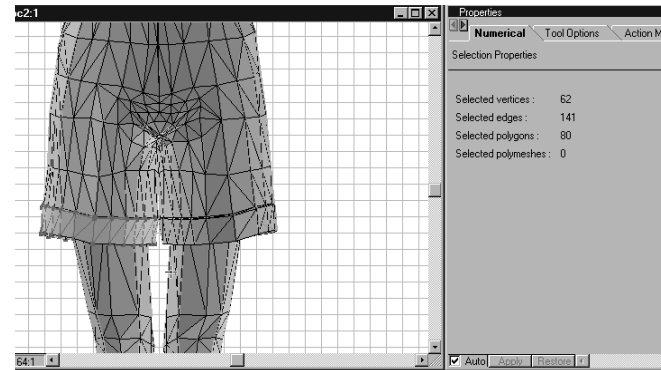 oc2:1
Properties
Numerical Tool Options Action M
Selection Properties
Selected vertices : 62
Selected edges : 141
Selected polygons : 80
Selected polymeshes : 0
64:1
Auto Apply Restore